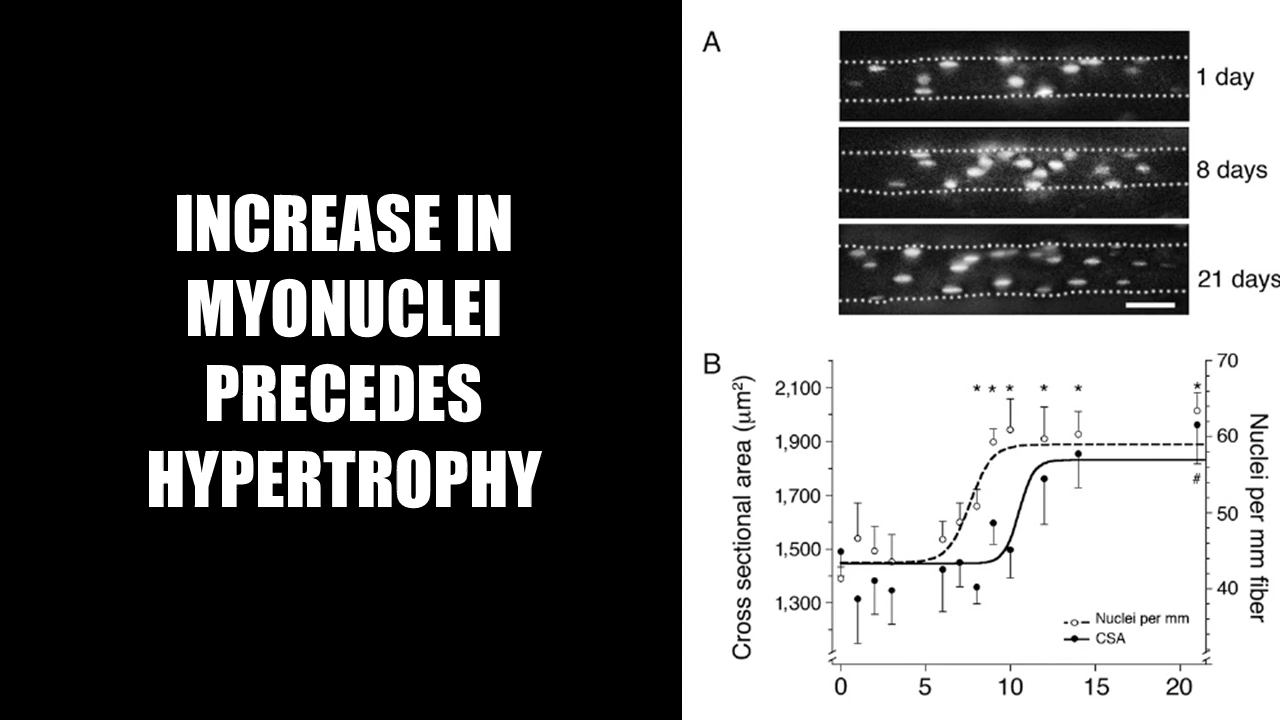 INCREASE IN
MYONUCLEI
PRECEDES
HYPERTROPHY
A
1 day
8 days
21 days
B
Cross sectional area (µm²)
2,100
1,900
1,700
1,500
1,300
* * * * * *
#
70
60
50
40
Nuclei per mm fiber
Nuclei per mm
CSA
0 5 10 15 20